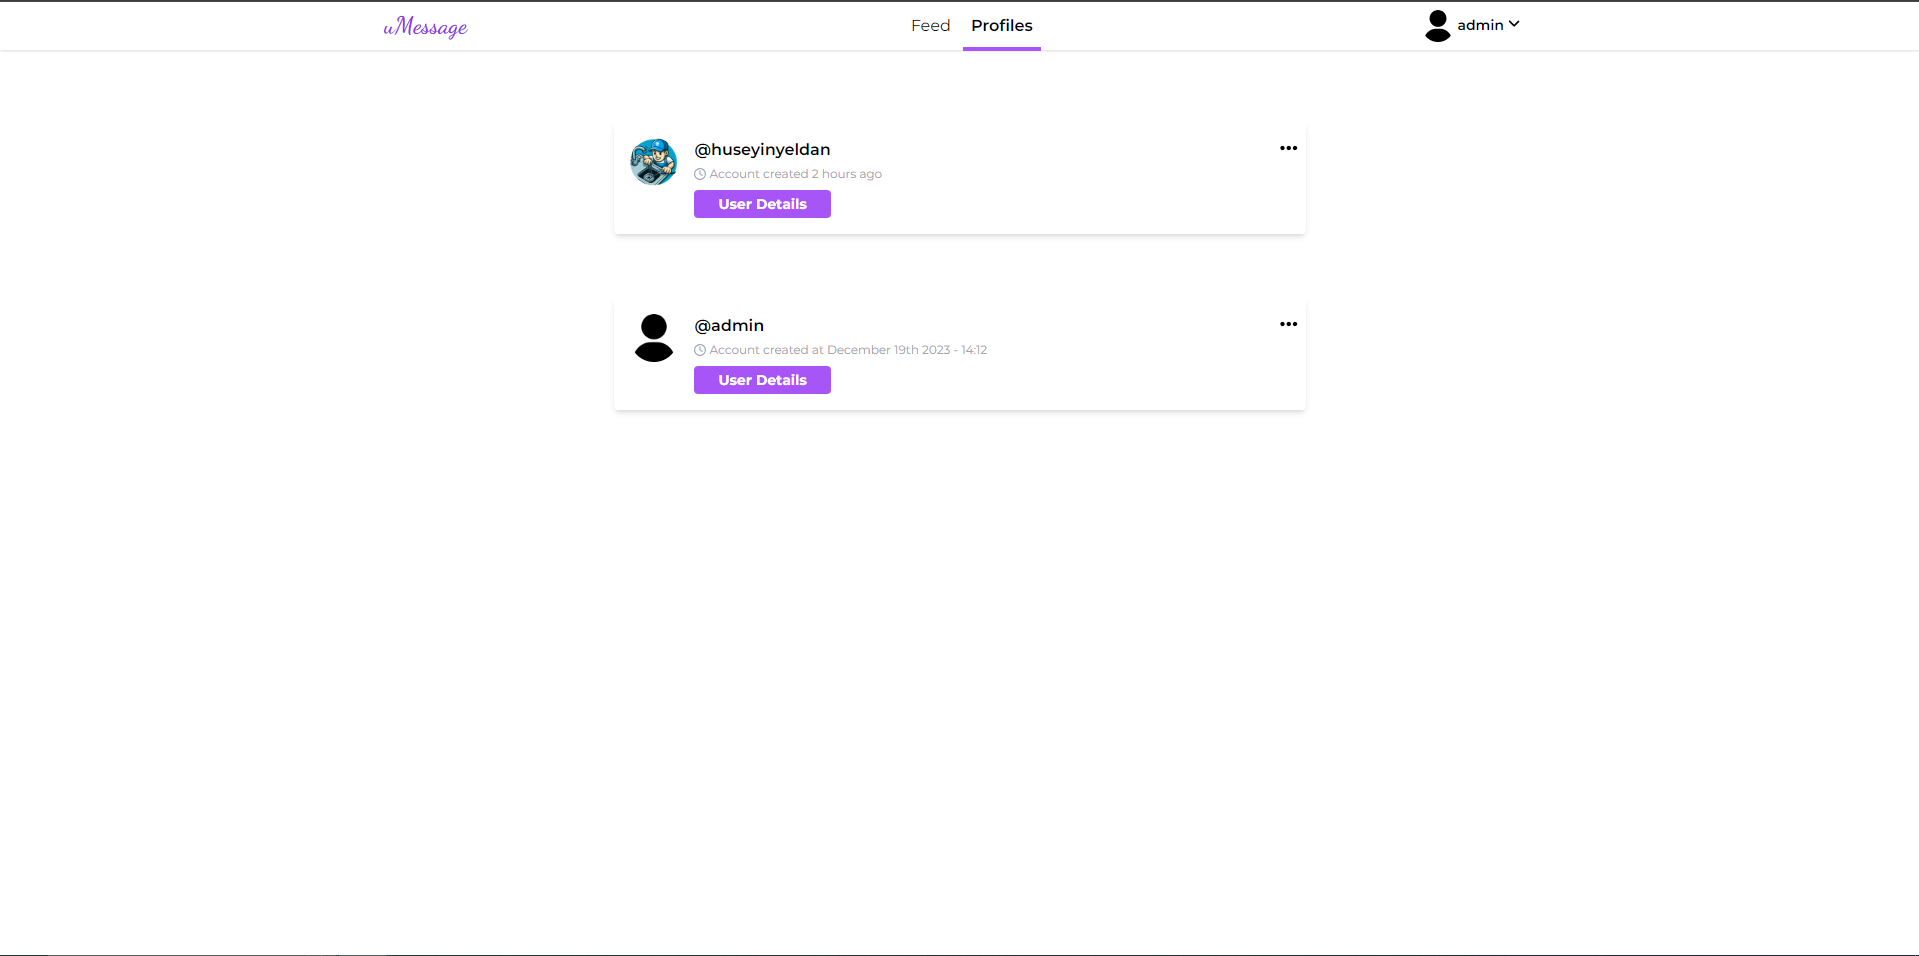 uMessage
Feed
Profiles
admin
@huseyinyeldan
Account created 2 hours ago
User Details
@admin
Account created at December 19th 2023 - 14:12
User Details